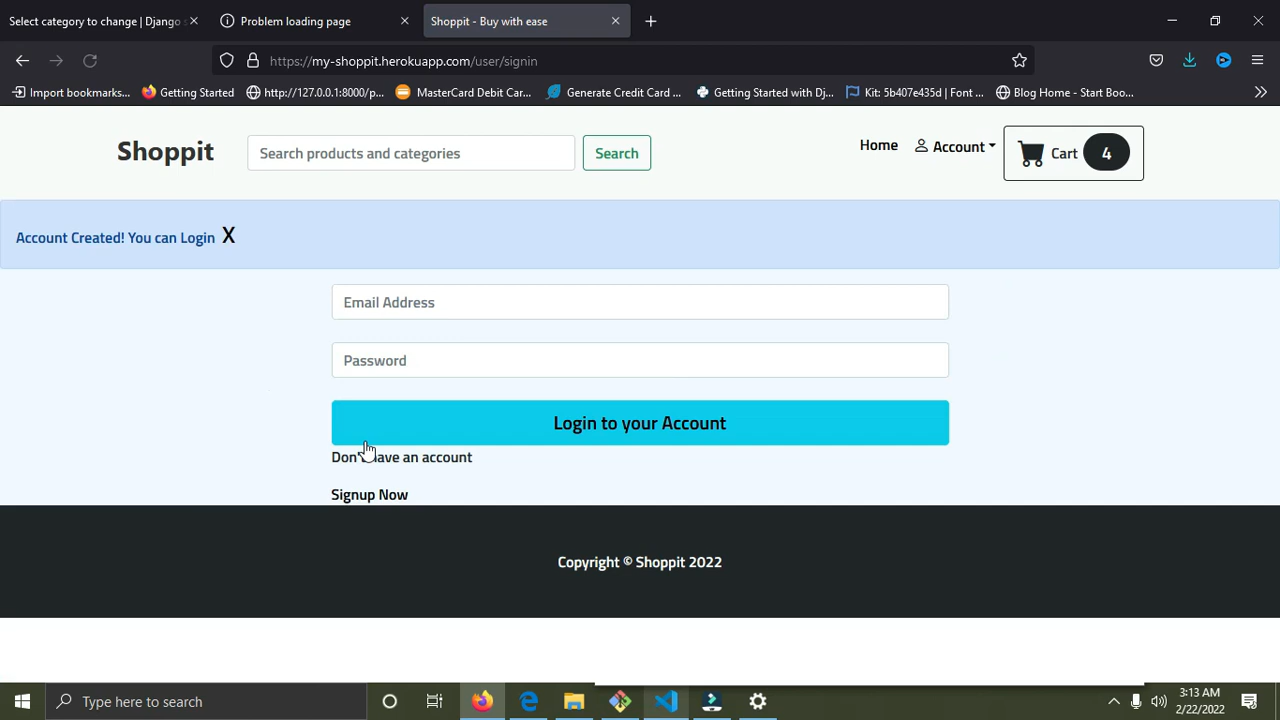 Select category to change | Django s
Problem loading page
Shoppit - Buy with ease
https://my-shoppit.herokuapp.com/user/signin
Import bookmarks...
Getting Started
http://127.0.0.1:8000/p...
MasterCard Debit Car...
Generate Credit Card ...
Getting Started with Dj...
Kit: 5b407e435d | Font ...
Blog Home - Start Boo...
Shoppit
Search products and categories
Search
Home
Account
Cart 4
Account Created! You can Login X
Email Address
Password
Login to your Account
Don't have an account
Signup Now
Copyright © Shoppit 2022
Type here to search
3:13 AM
2/22/2022